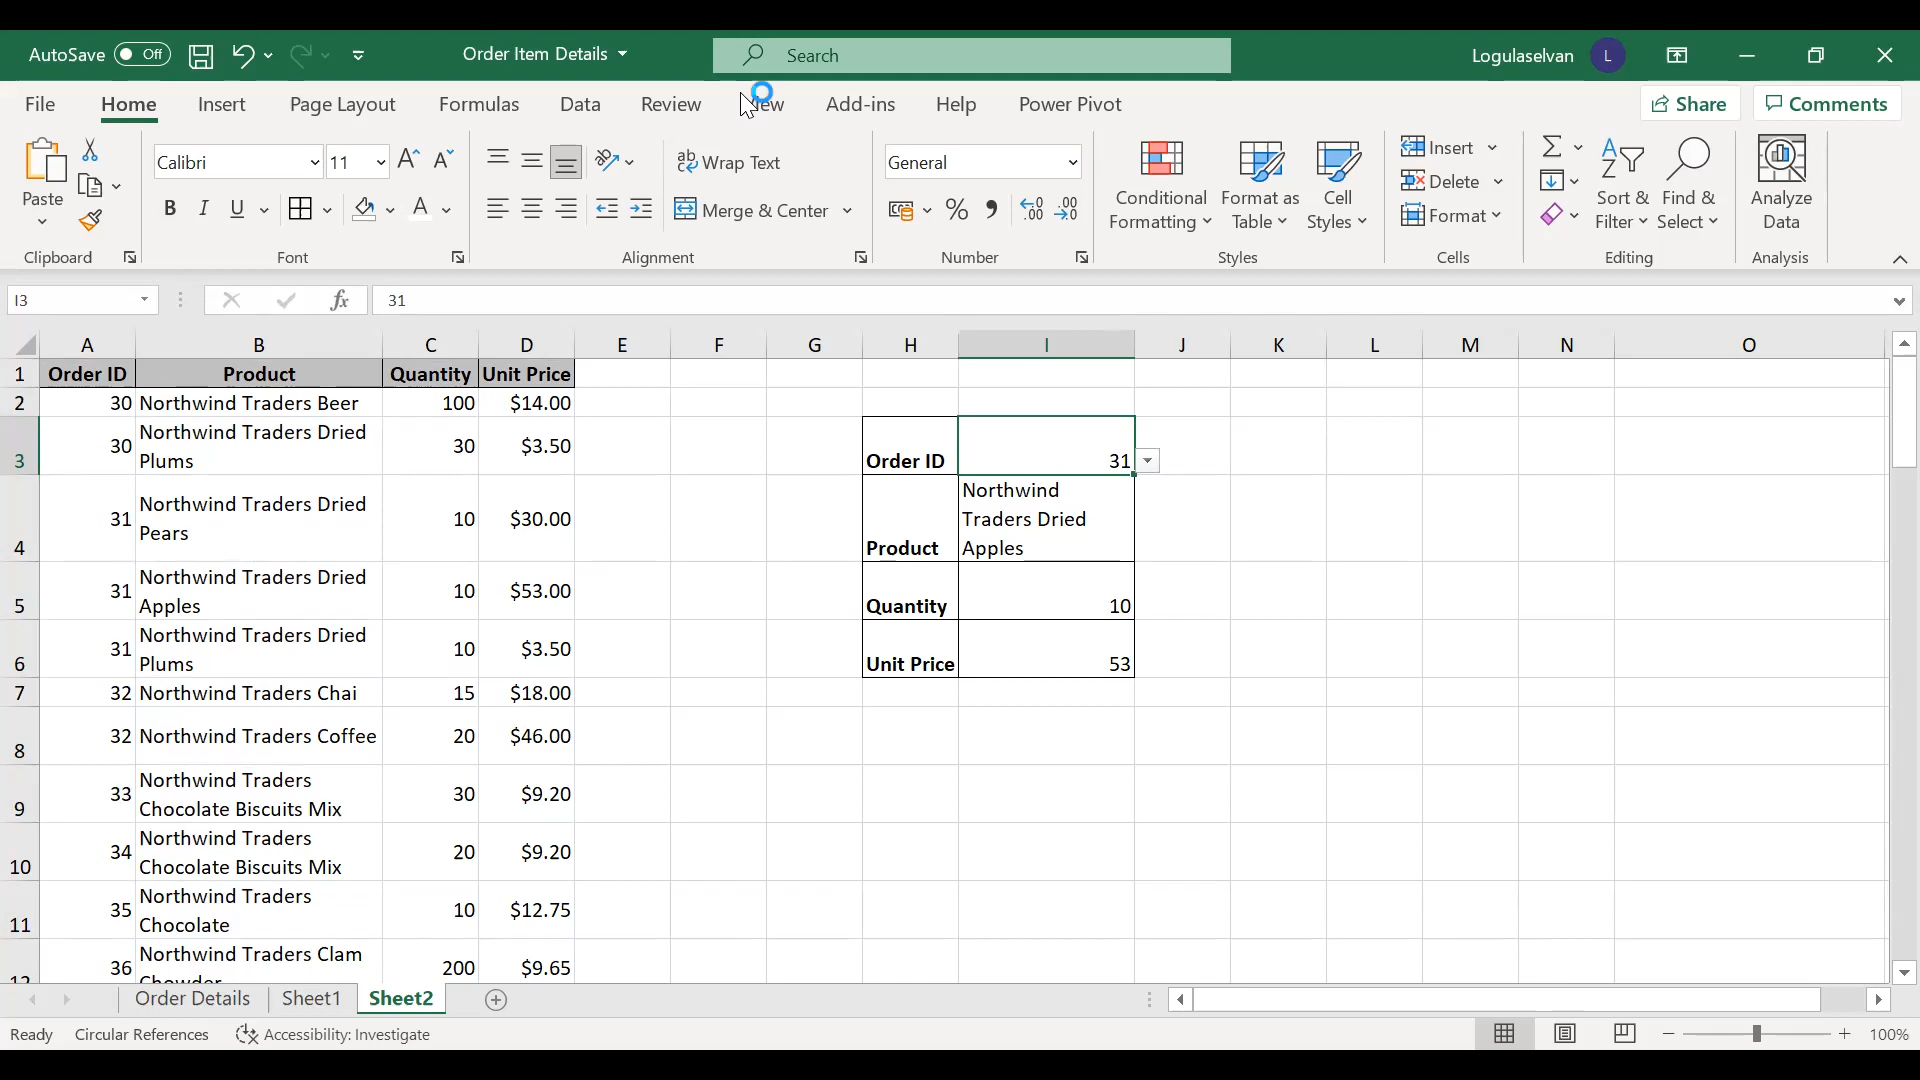 AutoSave Off Order Item Details Search Logulaselvan L
File Home Insert Page Layout Formulas Data Review Add-ins Help Power Pivot Share Comments
Paste
Clipboard
Calibri 11
B I U
Font
Wrap Text
Merge & Center
Alignment
General
Number
Conditional
Formatting
Format as
Table
Cell
Styles
Styles
Insert
Delete
Format
Cells
Sort &
Filter
Find &
Select
Editing
Analyze
Data
Analysis
I3 fx 31
A B C D E F G H I J K L M N O
1 Order ID Product Quantity Unit Price
2 30 Northwind Traders Beer 100 $14.00
3 30 Northwind Traders Dried
Plums 30 $3.50
4 31 Northwind Traders Dried
Pears 10 $30.00
5 31 Northwind Traders Dried
Apples 10 $53.00
6 31 Northwind Traders Dried
Plums 10 $3.50
7 32 Northwind Traders Chai 15 $18.00
8 32 Northwind Traders Coffee 20 $46.00
9 33 Northwind Traders
Chocolate Biscuits Mix 30 $9.20
10 34 Northwind Traders
Chocolate Biscuits Mix 20 $9.20
11 35 Northwind Traders
Chocolate 10 $12.75
12 36 Northwind Traders Clam
Chowder 200 $9.65
Order ID 31
Product Northwind
Traders Dried
Apples
Quantity 10
Unit Price 53
Order Details Sheet1 Sheet2
Ready Circular References Accessibility: Investigate 100%